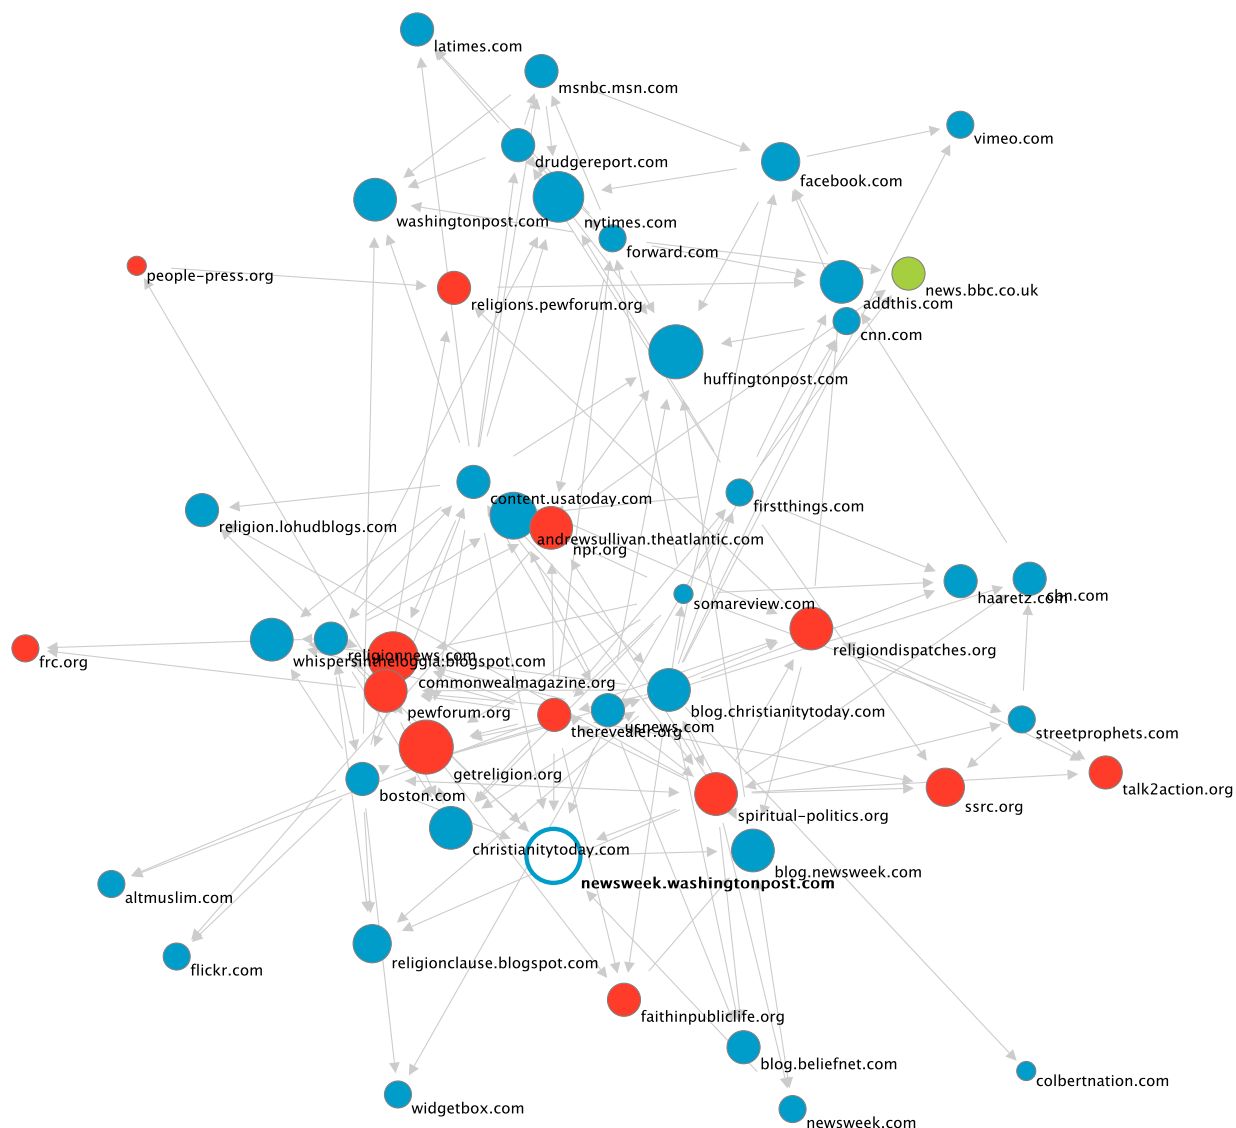 latimes.com
msnbc.msn.com
vimeo.com
drudgereport.com
facebook.com
washingtonpost.com
nytimes.com
forward.com
people-press.org
news.bbc.co.uk
religions.pewforum.org
addthis.com
cnn.com
huffingtonpost.com
content.usatoday.com
firstthings.com
religion.lohudblogs.com
andrewsullivan.theatlantic.com
npr.org
haaretz.com
cbn.com
somareview.com
religiondispatches.org
religionnews.com
whispersintheloggia.blogspot.com
frc.org
commonwealmagazine.org
pewforum.org
blog.christianitytoday.com
usnews.com
therevealer.org
streetprophets.com
getreligion.org
talk2action.org
boston.com
ssrc.org
spiritual-politics.org
christianitytoday.com
blog.newsweek.com
newsweek.washingtonpost.com
altmuslim.com
religionclause.blogspot.com
flickr.com
faithinpubliclife.org
blog.beliefnet.com
colbertnation.com
widgetbox.com
newsweek.com